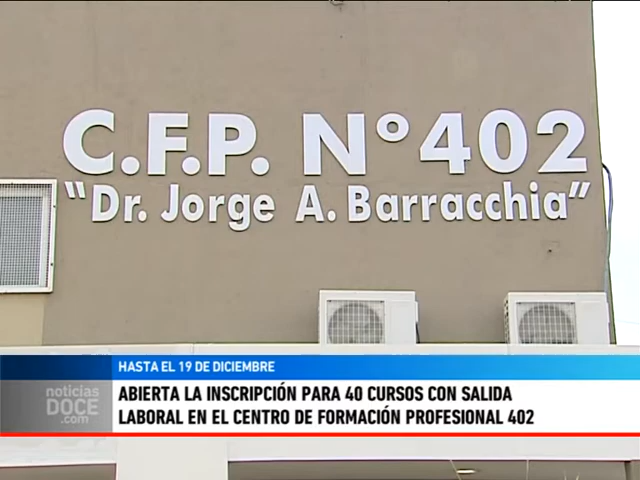 C.F.P. Nº 402
"Dr. Jorge A. Barracchia"
HASTA EL 19 DE DICIEMBRE
noticias
DOCE
.com
ABIERTA LA INSCRIPCIÓN PARA 40 CURSOS CON SALIDA
LABORAL EN EL CENTRO DE FORMACIÓN PROFESIONAL 402